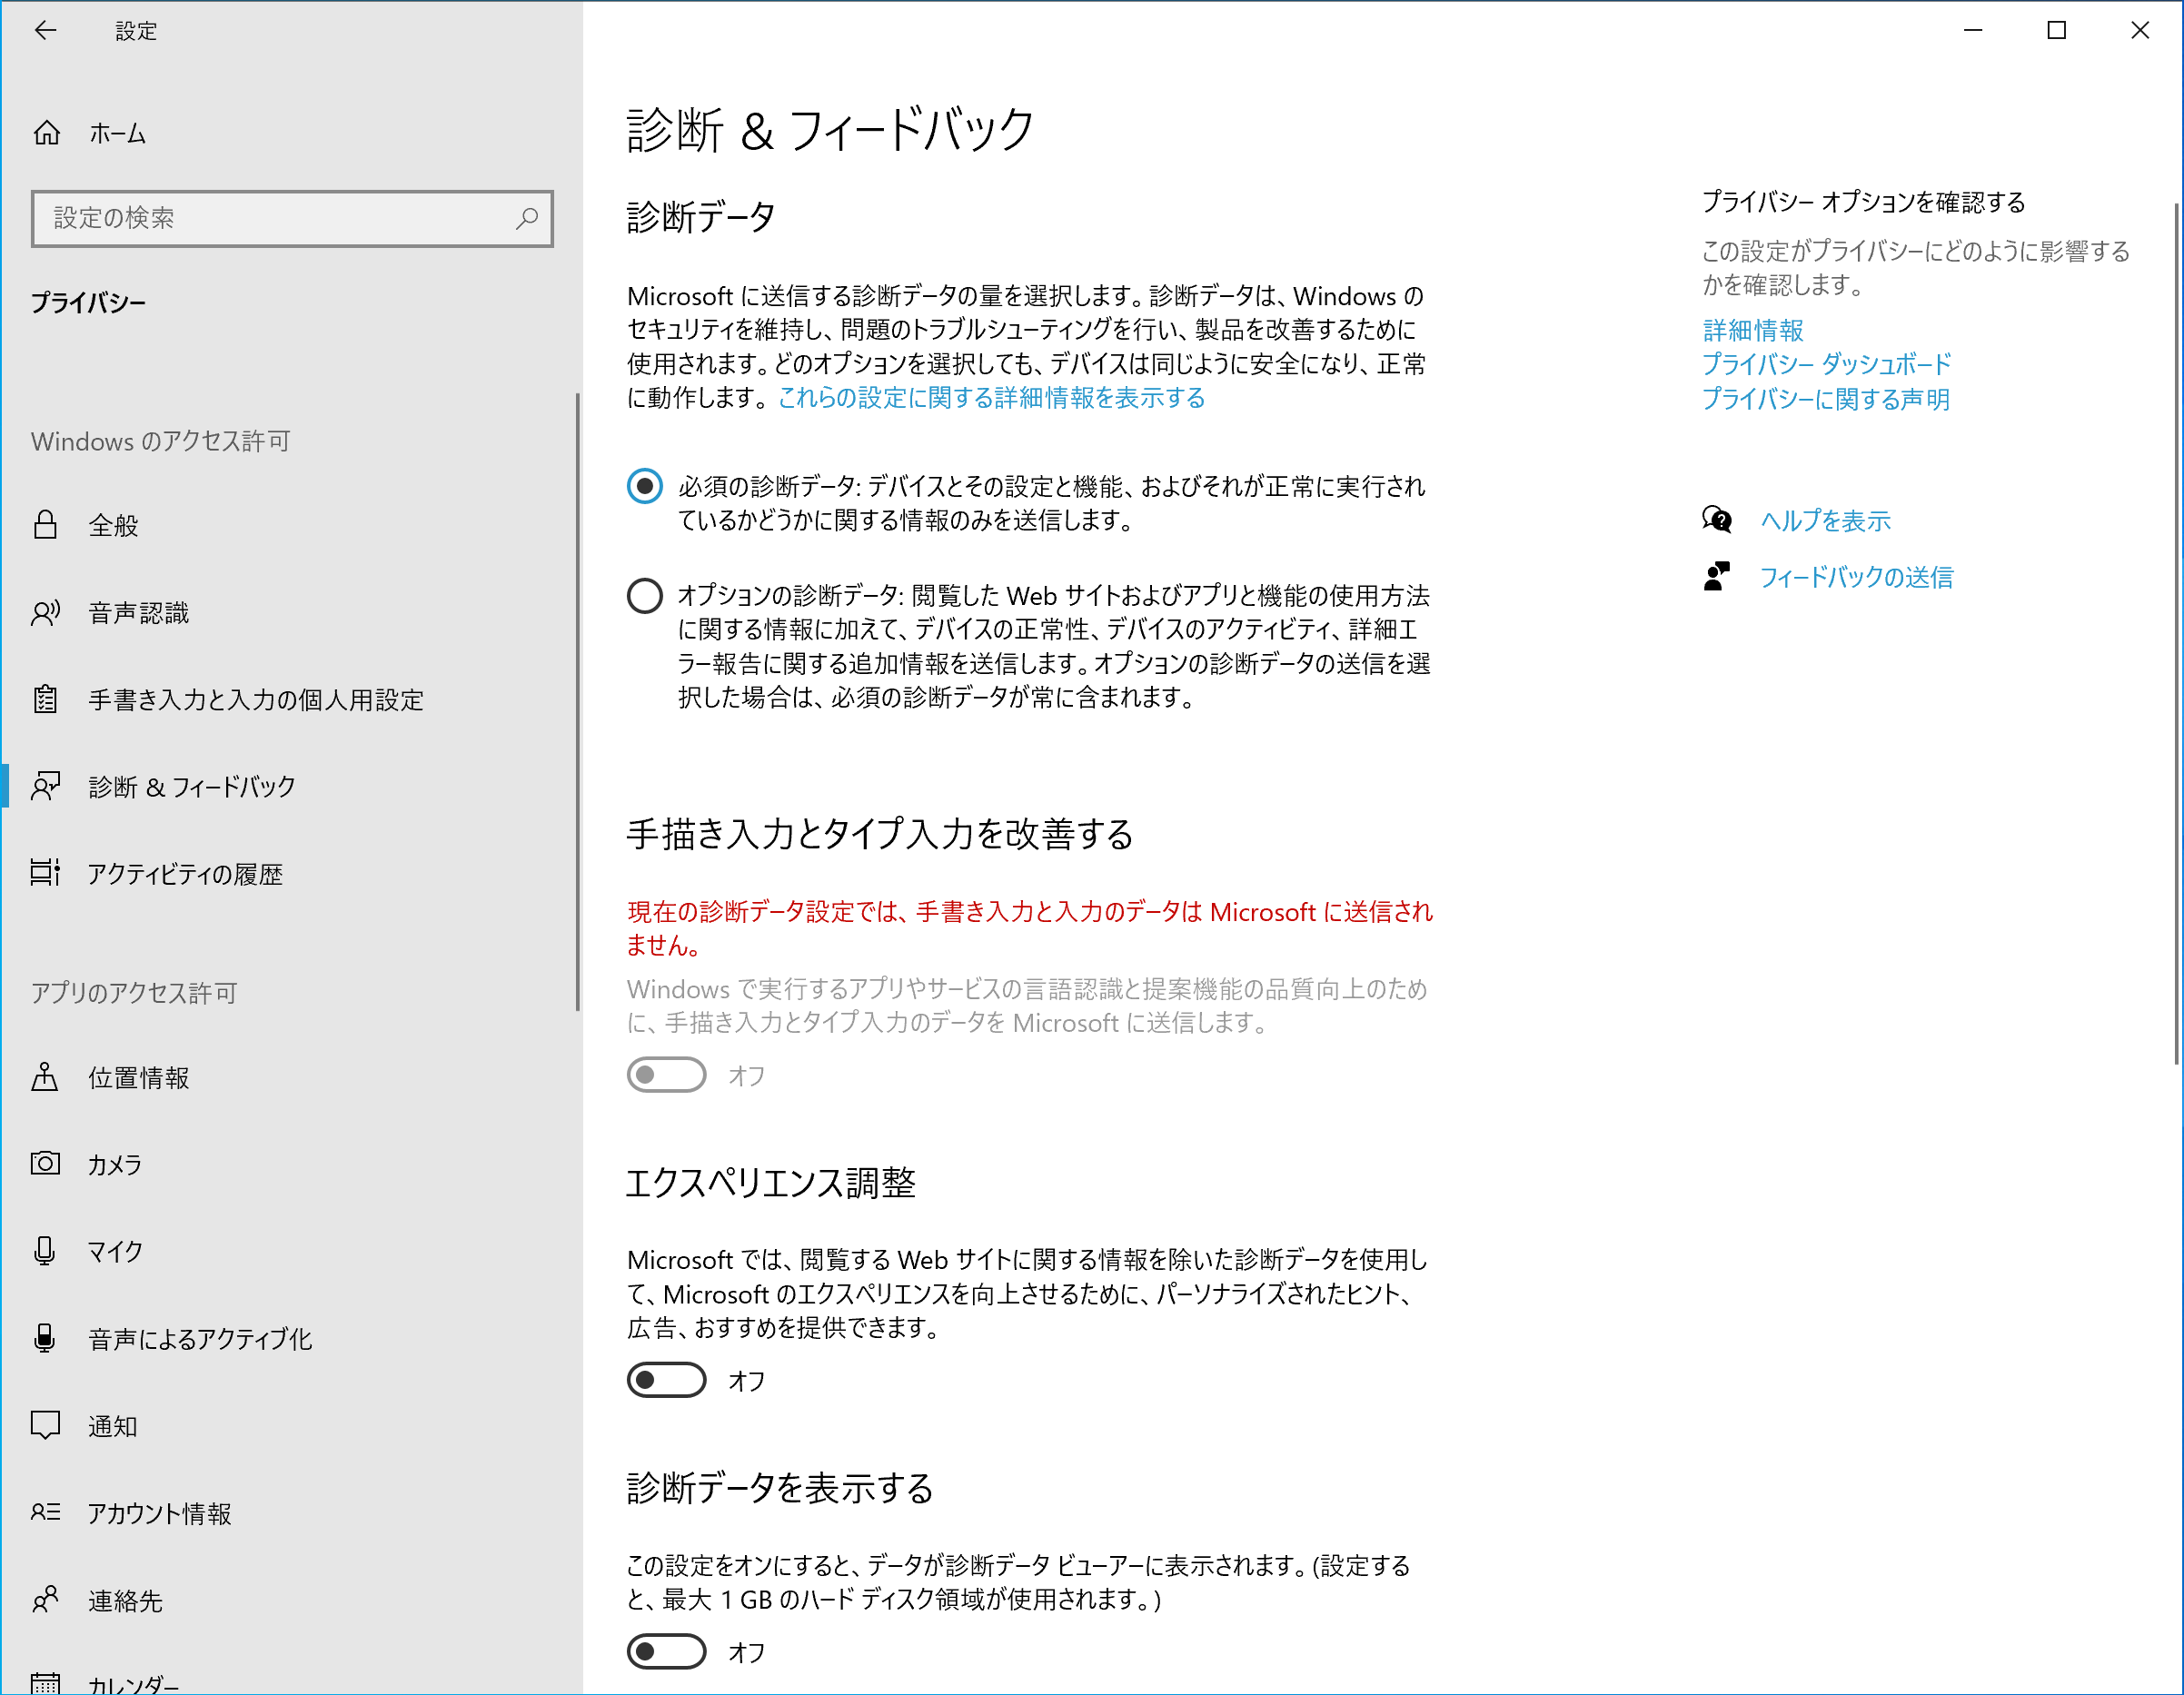 設定
ホーム
設定の検索
プライバシー
Windows のアクセス許可
全般
音声認識
手書き入力と入力の個人用設定
診断 & フィードバック
アクティビティの履歴
アプリのアクセス許可
位置情報
カメラ
マイク
音声によるアクティブ化
通知
アカウント情報
連絡先
カレンダー
診断 & フィードバック
診断データ
Microsoft に送信する診断データの量を選択します。診断データは、Windows の
セキュリティを維持し、問題のトラブルシューティングを行い、製品を改善するために
使用されます。どのオプションを選択しても、デバイスは同じように安全になり、正常
に動作します。これらの設定に関する詳細情報を表示する
必須の診断データ: デバイスとその設定と機能、およびそれが正常に実行され
ているかどうかに関する情報のみを送信します。
オプションの診断データ: 閲覧した Web サイトおよびアプリと機能の使用方法
に関する情報に加えて、デバイスの正常性、デバイスのアクティビティ、詳細エ
ラー報告に関する追加情報を送信します。オプションの診断データの送信を選
択した場合は、必須の診断データが常に含まれます。
手描き入力とタイプ入力を改善する
現在の診断データ設定では、手書き入力と入力のデータは Microsoft に送信され
ません。
Windows で実行するアプリやサービスの言語認識と提案機能の品質向上のため
に、手描き入力とタイプ入力のデータを Microsoft に送信します。
オフ
エクスペリエンス調整
Microsoft では、閲覧する Web サイトに関する情報を除いた診断データを使用し
て、Microsoft のエクスペリエンスを向上させるために、パーソナライズされたヒント、
広告、おすすめを提供できます。
オフ
診断データを表示する
この設定をオンにすると、データが診断データ ビューアーに表示されます。(設定する
と、最大 1 GB のハード ディスク領域が使用されます。)
オフ
プライバシー オプションを確認する
この設定がプライバシーにどのように影響する
かを確認します。
詳細情報
プライバシー ダッシュボード
プライバシーに関する声明
ヘルプを表示
フィードバックの送信